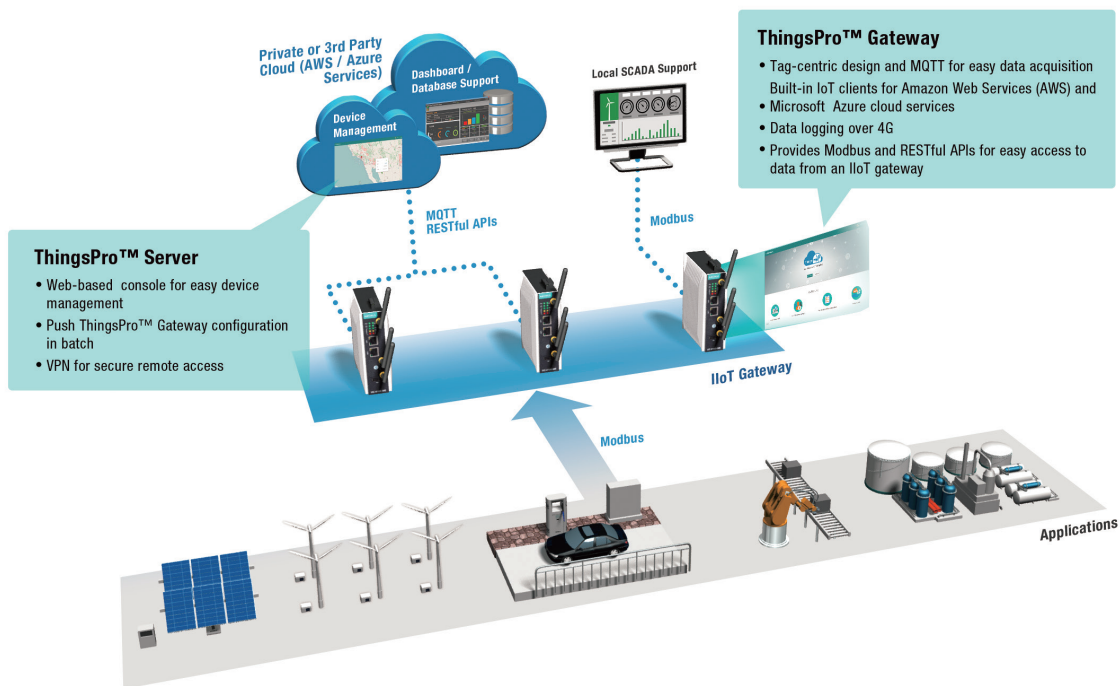 Private or 3rd Party
Cloud (AWS / Azure
Services)
Dashboard /
Database Support
Device
Management
Local SCADA Support
ThingsPro™ Gateway
• Tag-centric design and MQTT for easy data acquisition
Built-in IoT clients for Amazon Web Services (AWS) and
• Microsoft Azure cloud services
• Data logging over 4G
• Provides Modbus and RESTful APIs for easy access to
data from an IIoT gateway
MQTT
RESTful APIs
Modbus
ThingsPro™ Server
• Web-based console for easy device
management
• Push ThingsPro™ Gateway configuration
in batch
• VPN for secure remote access
IIoT Gateway
Modbus
Applications